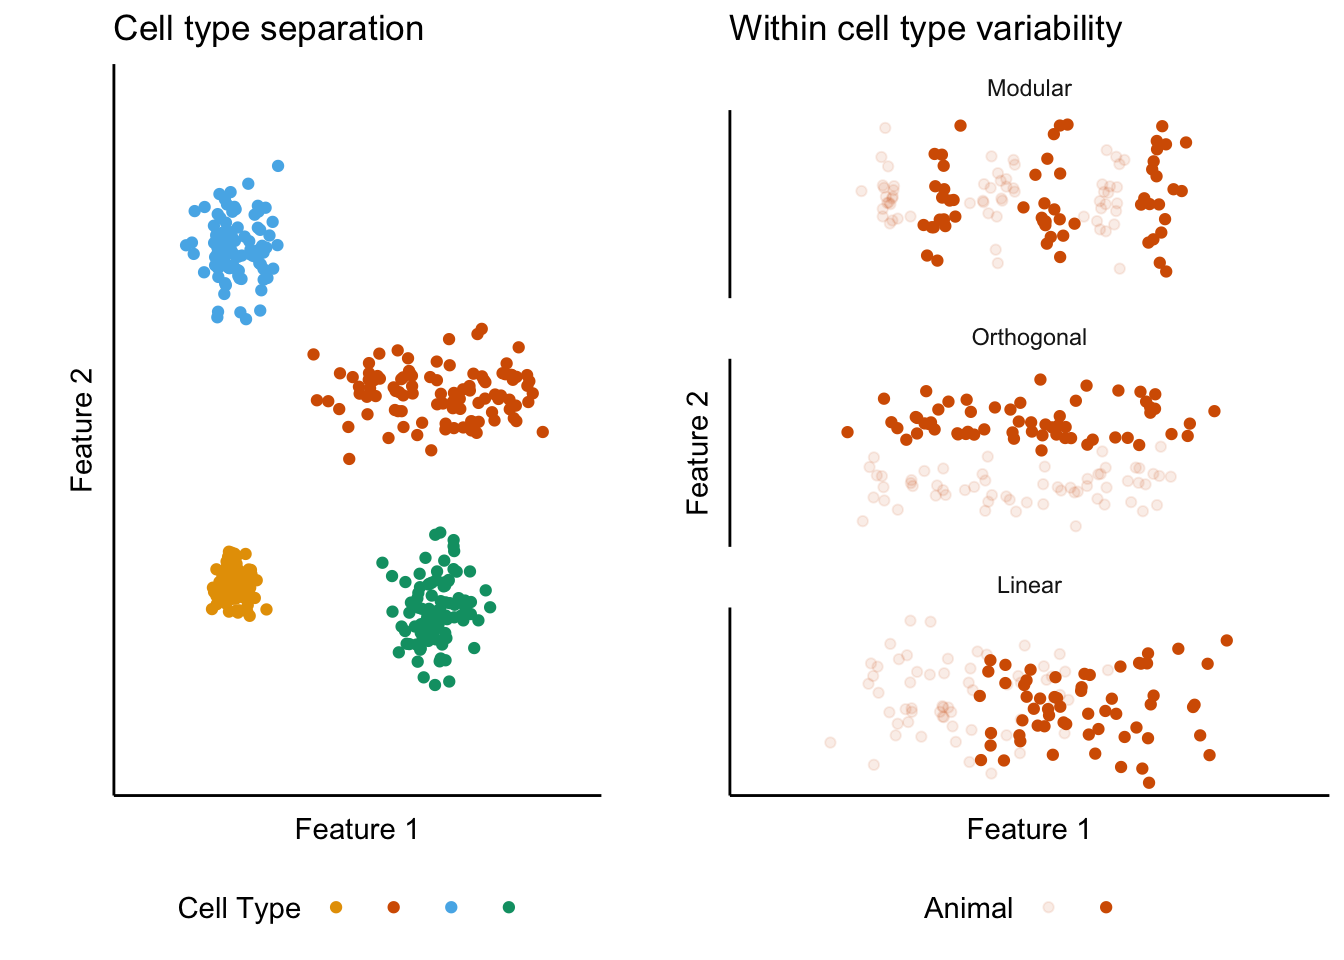 Cell type separation
Feature 2
Feature 1
Cell Type
Within cell type variability
Modular
Orthogonal
Linear
Feature 2
Feature 1
Animal